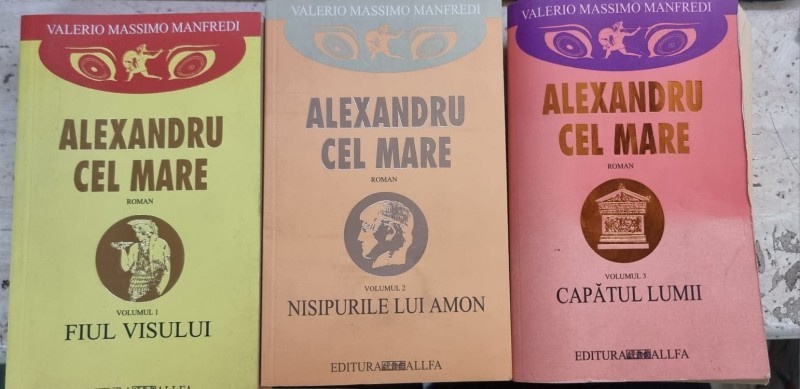 VALERIO MASSIMO MANFREDI
ALEXANDRU
CEL MARE
ROMAN
VOLUMUL 1
FIUL VISULUI
EDITURA ALLFA
VALERIO MASSIMO MANFREDI
ALEXANDRU
CEL MARE
ROMAN
VOLUMUL 2
NISIPURILE LUI AMON
EDITURA ALLFA
VALERIO MASSIMO MANFREDI
ALEXANDRU
CEL MARE
ROMAN
VOLUMUL 3
CAPĂTUL LUMII
EDITURA ALLFA